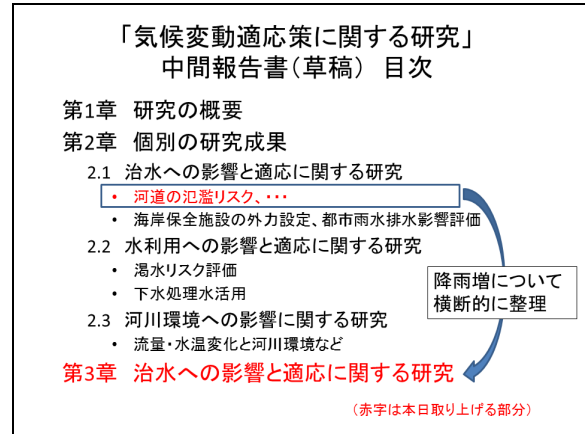 「気候変動適応策に関する研究」
中間報告書(草稿) 目次
第1章 研究の概要
第2章 個別の研究成果
2.1 治水への影響と適応に関する研究
• 河道の氾濫リスク、・・・
• 海岸保全施設の外力設定、都市雨水排水影響評価
2.2 水利用への影響と適応に関する研究
• 渇水リスク評価
• 下水処理水活用
2.3 河川環境への影響に関する研究
• 流量・水温変化と河川環境など
第3章 治水への影響と適応に関する研究
降雨増について
横断的に整理
(赤字は本日取り上げる部分)